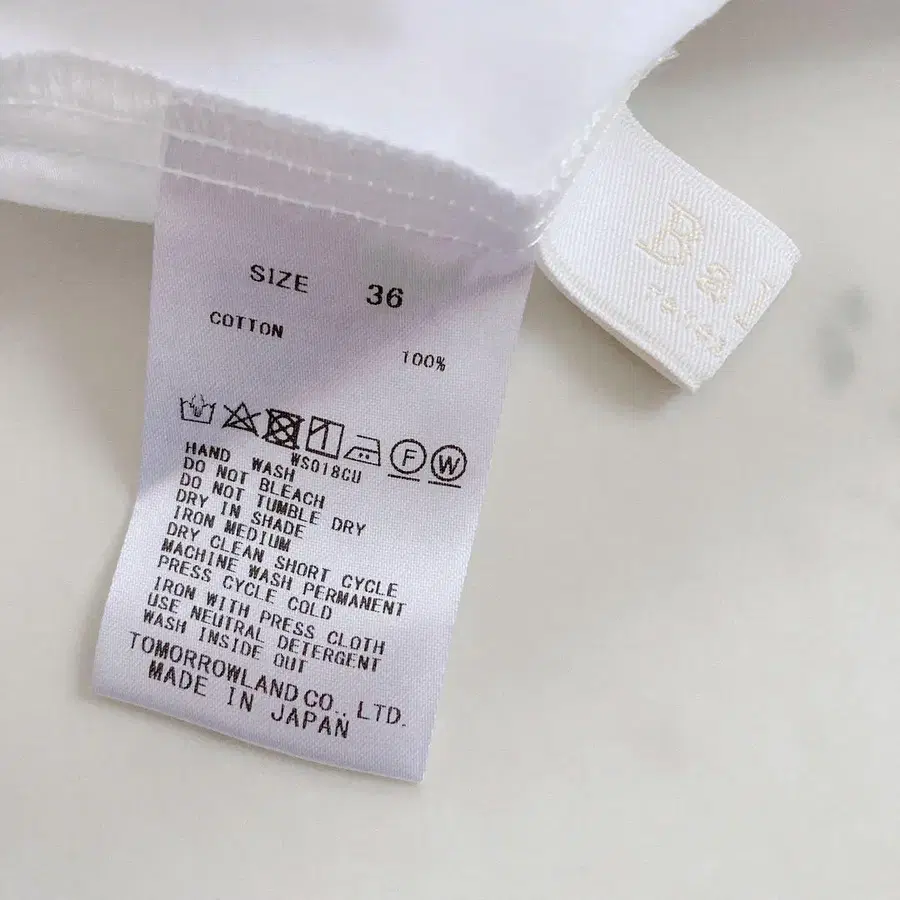 SIZE 36
COTTON
100%
F W
WS018CU
HAND WASH
DO NOT BLEACH
DO NOT TUMBLE DRY
DRY IN SHADE
IRON MEDIUM
DRY CLEAN SHORT CYCLE
MACHINE WASH PERMANENT
PRESS CYCLE COLD
IRON WITH PRESS CLOTH
USE NEUTRAL DETERGENT
WASH INSIDE OUT
TOMORROWLAND CO., LTD.
MADE IN JAPAN